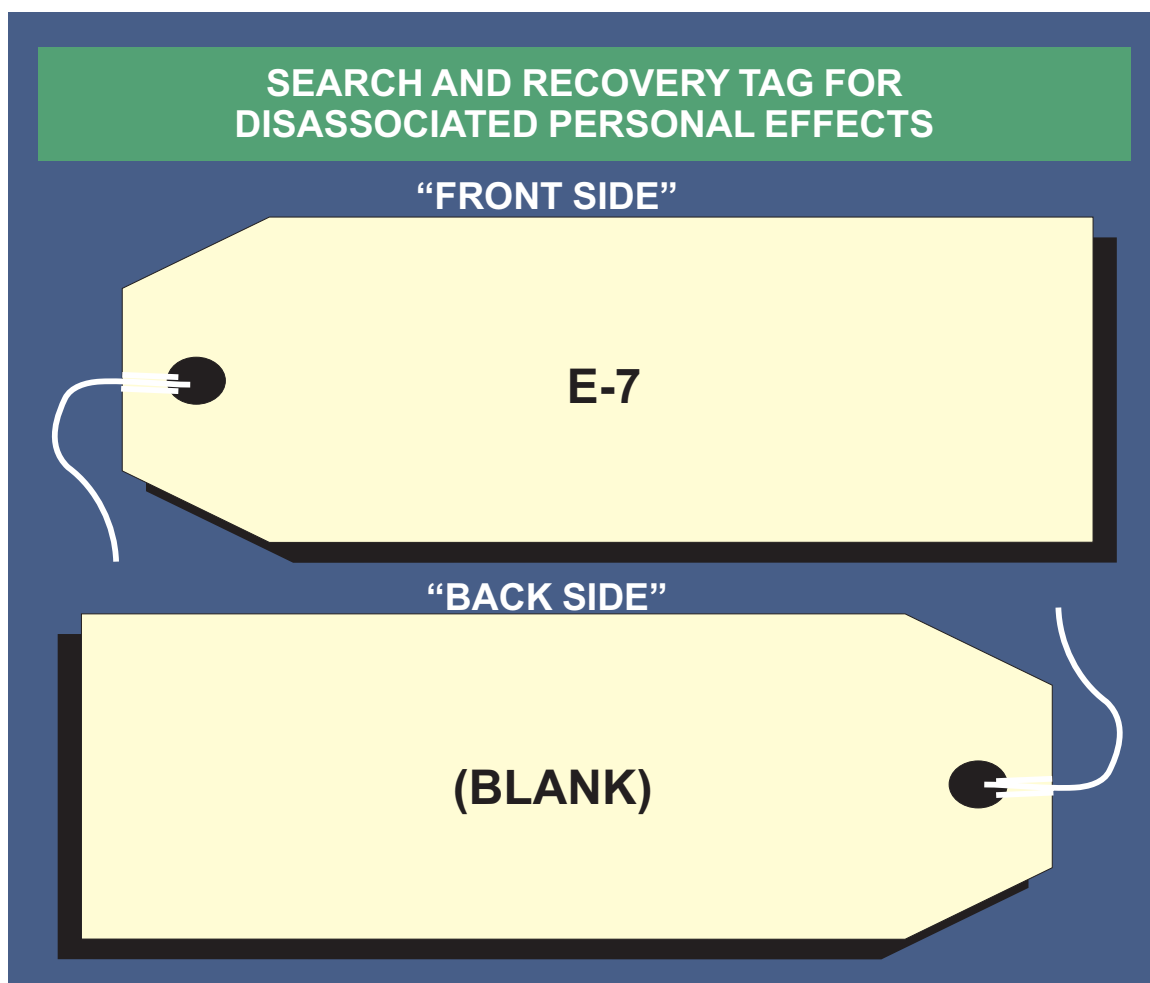 SEARCH AND RECOVERY TAG FOR
DISASSOCIATED PERSONAL EFFECTS
“FRONT SIDE”
E-7
“BACK SIDE”
(BLANK)